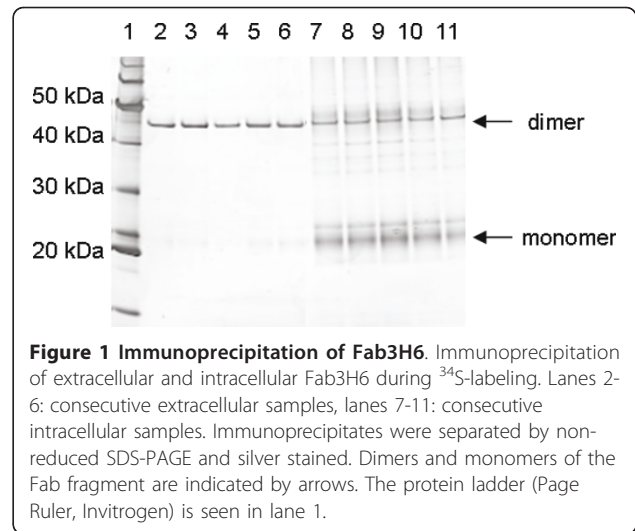 1 2 3 4 5 6 7 8 9 10 11
50 kDa
40 kDa
30 kDa
20 kDa
dimer
monomer
Figure 1 Immunoprecipitation of Fab3H6. Immunoprecipitation
of extracellular and intracellular Fab3H6 during ³⁴S-labeling. Lanes 2-
6: consecutive extracellular samples, lanes 7-11: consecutive
intracellular samples. Immunoprecipitates were separated by non-
reduced SDS-PAGE and silver stained. Dimers and monomers of the
Fab fragment are indicated by arrows. The protein ladder (Page
Ruler, Invitrogen) is seen in lane 1.